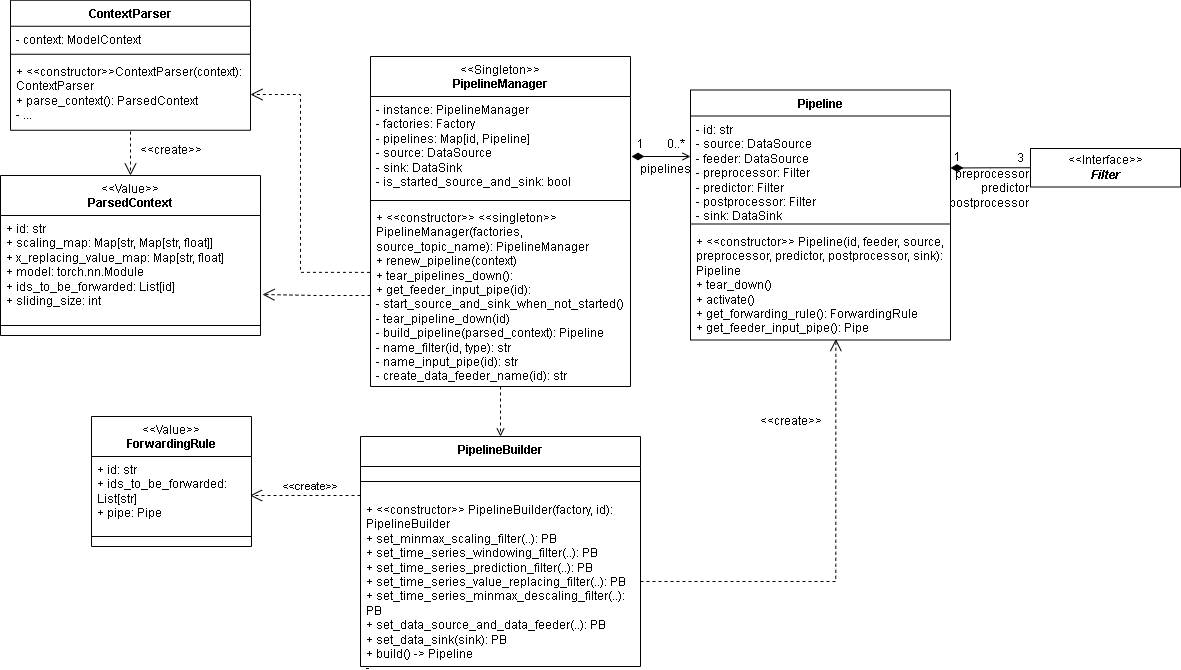 ContextParser
- context: ModelContext
+ <<constructor>>ContextParser(context):
ContextParser
+ parse_context(): ParsedContext
- ...
<<create>>
<<Value>>
ParsedContext
+ id: str
+ scaling_map: Map[str, Map[str, float]]
+ x_replacing_value_map: Map[str, float]
+ model: torch.nn.Module
+ ids_to_be_forwarded: List[id]
+ sliding_size: int
<<Singleton>>
PipelineManager
- instance: PipelineManager
- factories: Factory
- pipelines: Map[id, Pipeline]
- source: DataSource
- sink: DataSink
- is_started_source_and_sink: bool
+ <<constructor>> <<singleton>>
PipelineManager(factories,
source_topic_name): PipelineManager
+ renew_pipeline(context)
+ tear_pipelines_down():
+ get_feeder_input_pipe(id):
- start_source_and_sink_when_not_started()
- tear_pipeline_down(id)
- build_pipeline(parsed_context): Pipeline
- name_filter(id, type): str
- name_input_pipe(id): str
- create_data_feeder_name(id): str
1 0..*
pipelines
Pipeline
- id: str
- source: DataSource
- feeder: DataSource
- preprocessor: Filter
- predictor: Filter
- postprocessor: Filter
- sink: DataSink
+ <<constructor>> Pipeline(id, feeder, source,
preprocessor, predictor, postprocessor, sink):
Pipeline
+ tear_down()
+ activate()
+ get_forwarding_rule(): ForwardingRule
+ get_feeder_input_pipe(): Pipe
1 3
preprocessor
predictor
postprocessor
<<Interface>>
Filter
<<create>>
<<Value>>
ForwardingRule
+ id: str
+ ids_to_be_forwarded:
List[str]
+ pipe: Pipe
<<create>>
PipelineBuilder
+ <<constructor>> PipelineBuilder(factory, id):
PipelineBuilder
+ set_minmax_scaling_filter(..): PB
+ set_time_series_windowing_filter(..): PB
+ set_time_series_prediction_filter(..): PB
+ set_time_series_value_replacing_filter(..): PB
+ set_time_series_minmax_descaling_filter(..):
PB
+ set_data_source_and_data_feeder(..): PB
+ set_data_sink(sink): PB
+ build() -> Pipeline
-